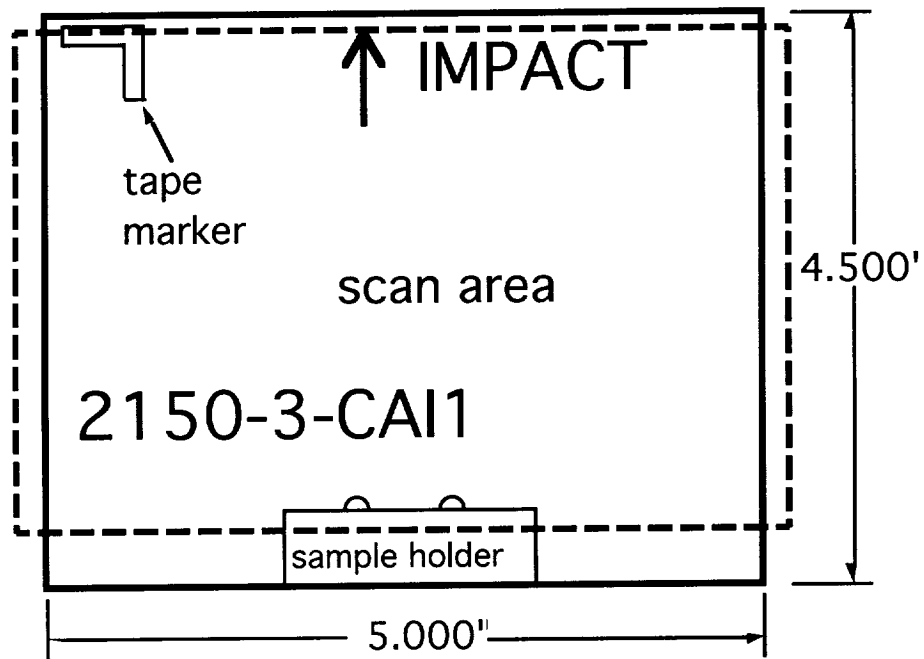 IMPACT
tape
marker
scan area
4.500'
2150-3-CAI1
sample holder
5.000"